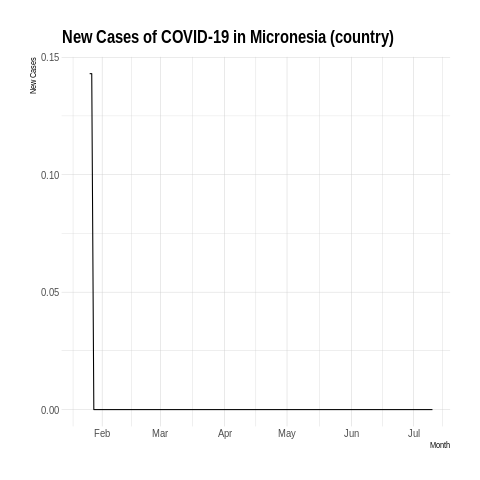 New Cases of COVID-19 in Micronesia (country)
New Cases
0.15
0.10
0.05
0.00
Feb Mar Apr May Jun Jul
Month